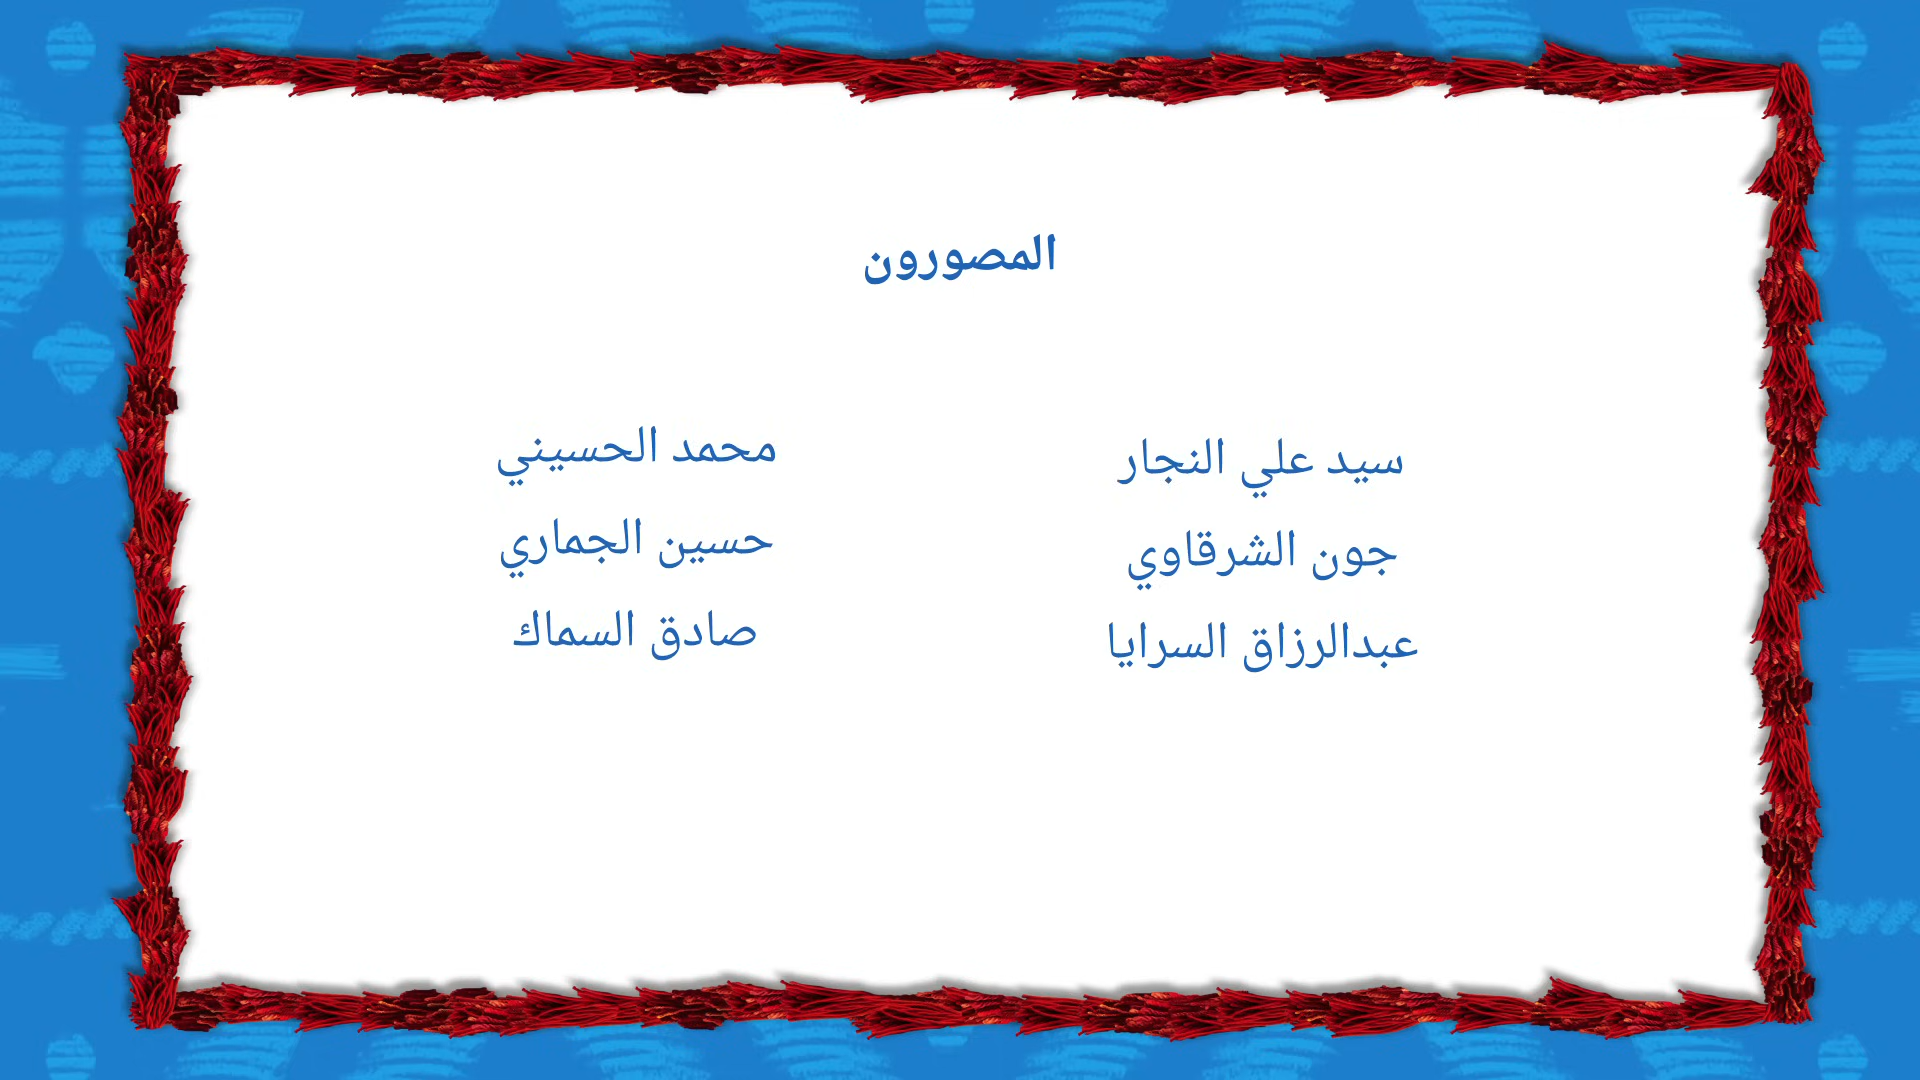 المصورون
سيد علي النجار
جون الشرقاوي
عبدالرزاق السرايا
محمد الحسيني
حسين الجماري
صادق السماك